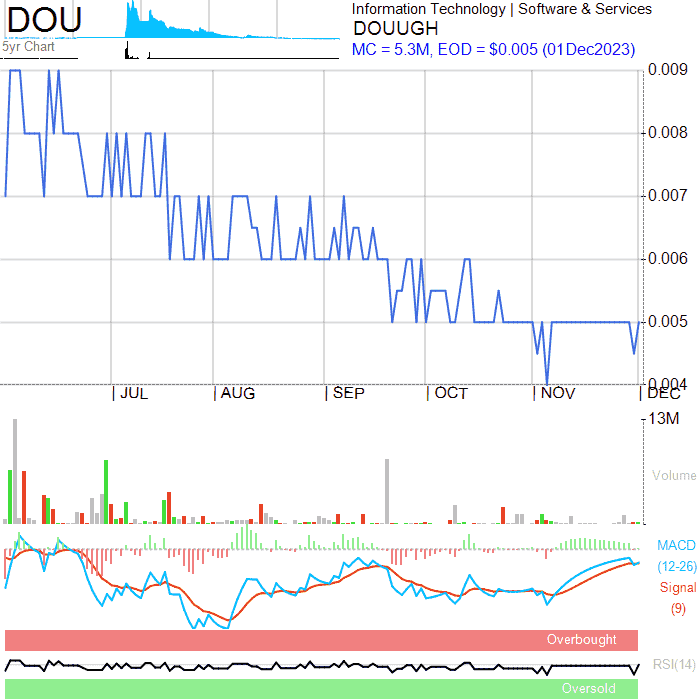 DOU
Information Technology | Software & Services
DOUUGH
5yr Chart
MC = 5.3M, EOD = $0.005 (01Dec2023)
0.009
0.008
0.007
0.006
0.005
0.004
| JUL | AUG | SEP | OCT | NOV | DEC
13M
Volume
MACD
(12-26)
Signal
(9)
Overbought
RSI(14)
Oversold